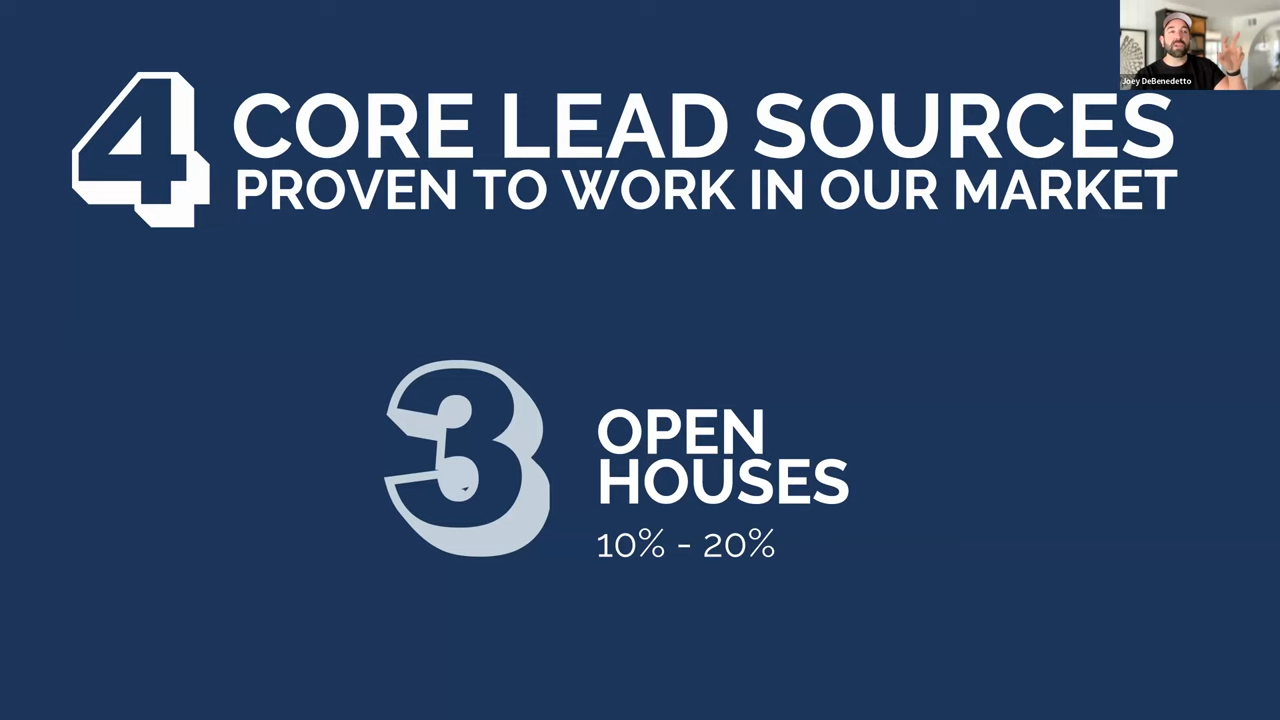 4 CORE LEAD SOURCES
PROVEN TO WORK IN OUR MARKET
Joey DeBenedetto
3 OPEN
HOUSES
10% - 20%